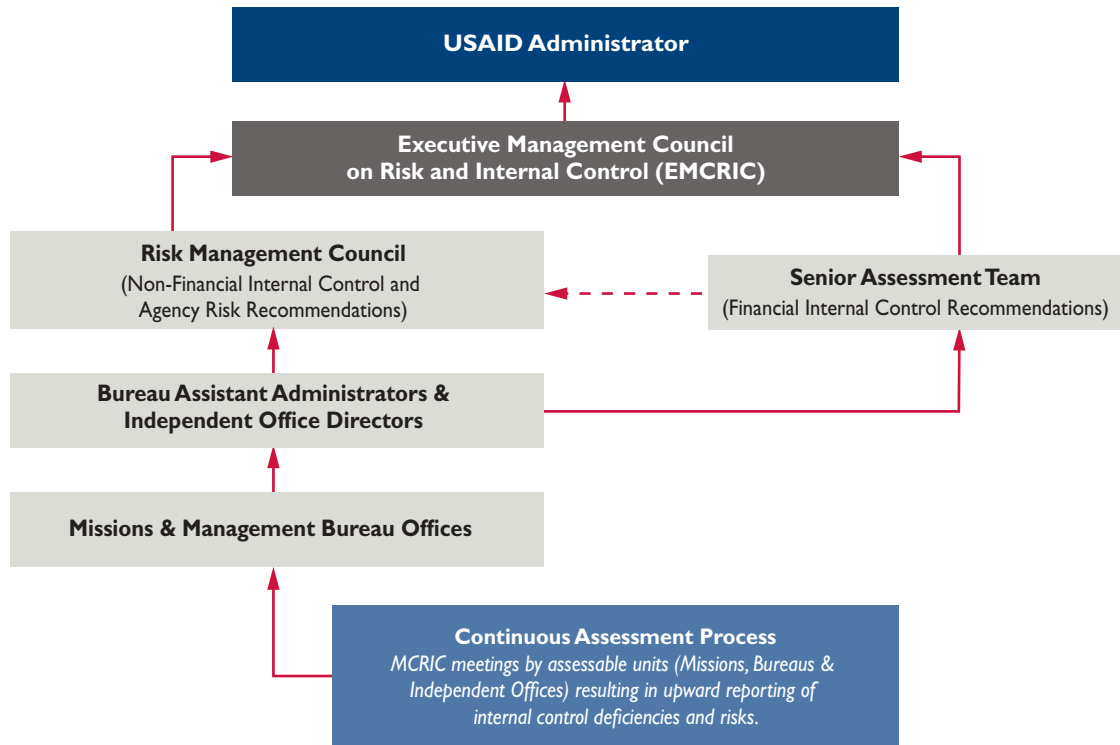 USAID Administrator
Executive Management Council
on Risk and Internal Control (EMCRIC)
Risk Management Council
(Non-Financial Internal Control and
Agency Risk Recommendations)
Senior Assessment Team
(Financial Internal Control Recommendations)
Bureau Assistant Administrators &
Independent Office Directors
Missions & Management Bureau Offices
Continuous Assessment Process
MCRIC meetings by assessable units (Missions, Bureaus &
Independent Offices) resulting in upward reporting of
internal control deficiencies and risks.